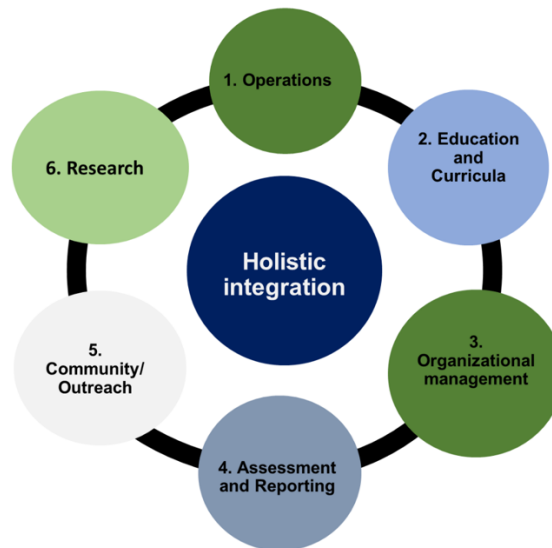 1. Operations
2. Education
and
Curricula
3.
Organizational
management
4. Assessment
and Reporting
5.
Community/
Outreach
6. Research
Holistic
integration